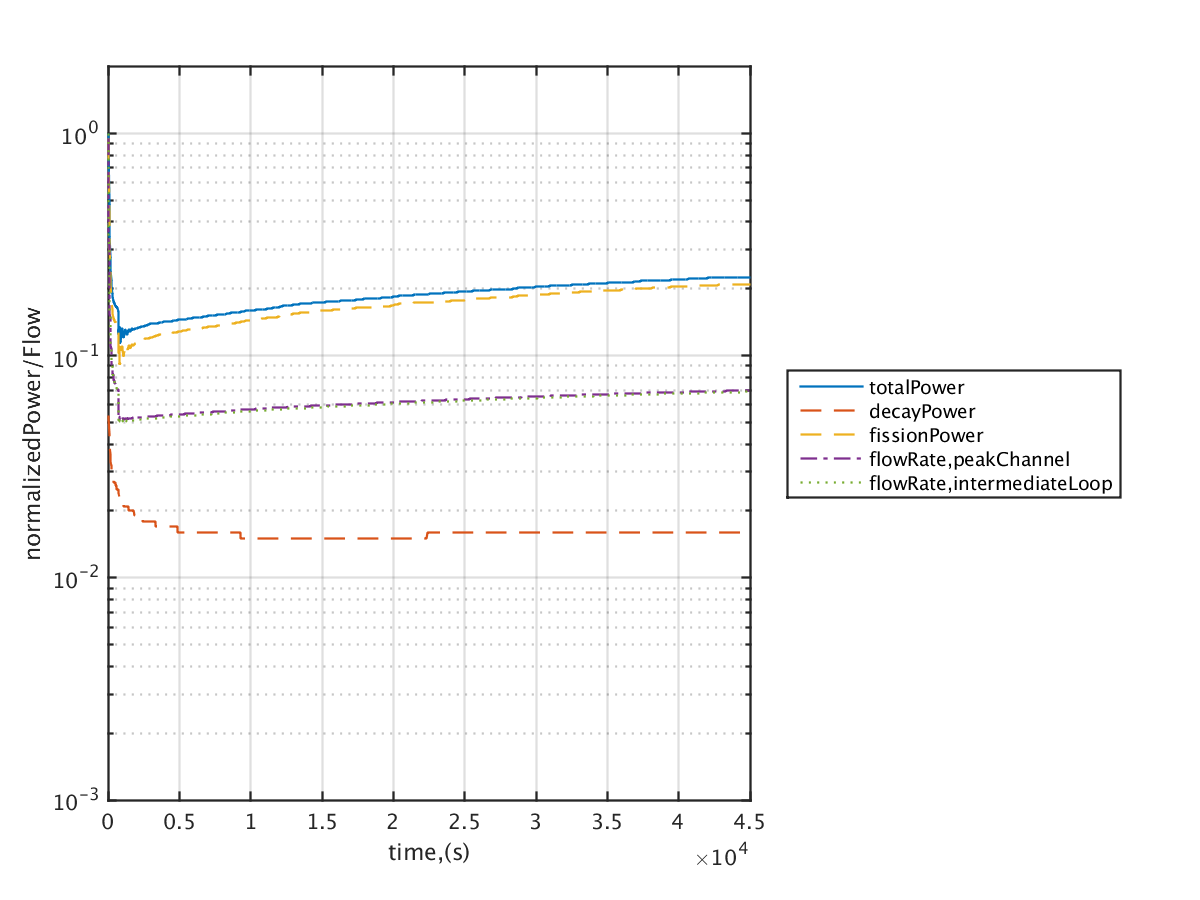 normalizedPower/Flow
10^0
10^-1
10^-2
10^-3
0 0.5 1 1.5 2 2.5 3 3.5 4 4.5
time,(s)
×10^4
totalPower
decayPower
fissionPower
flowRate,peakChannel
flowRate,intermediateLoop